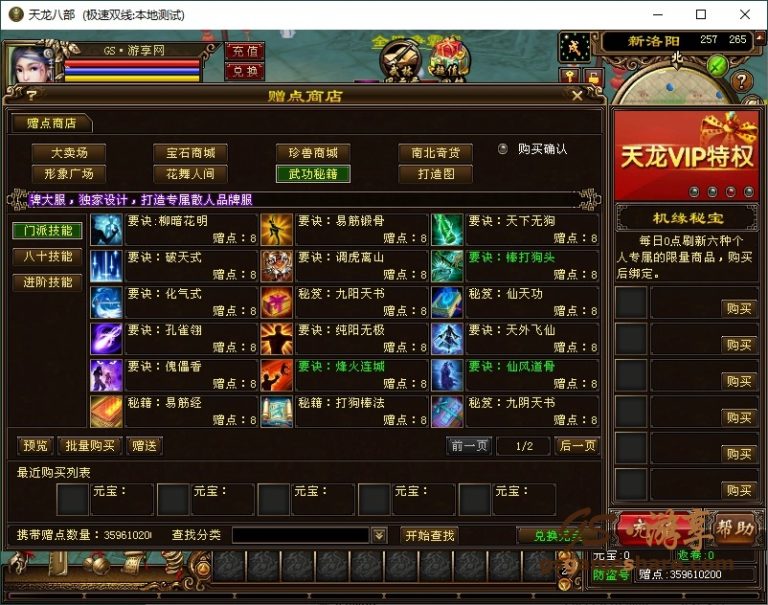 天龙八部 (极速双线:本地测试)
GS·游享网
充值
兑换
新洛阳 257 265
北
赠点商店
赠点商店
大卖场 宝石商城 珍兽商城 南北奇货 购买确认
形象广场 花舞人间 武功秘籍 打造图
牌大服，独家设计，打造专属散人品牌服
门派技能
八十技能
进阶技能
要诀:柳暗花明 要诀:易筋锻骨 要诀:天下无狗
赠点:8 赠点:8 赠点:8
要诀:破天式 要诀:调虎离山 要诀:棒打狗头
赠点:8 赠点:8 赠点:8
要诀:化气式 秘笈:九阳天书 秘笈:仙天功
赠点:8 赠点:8 赠点:8
要诀:孔雀翎 要诀:纯阳无极 要诀:天外飞仙
赠点:8 赠点:8 赠点:8
要诀:傀儡香 要诀:烽火连城 要诀:仙风道骨
赠点:8 赠点:8 赠点:8
秘籍:易筋经 秘籍:打狗棒法 秘笈:九阴天书
赠点:8 赠点:8 赠点:8
预览 批量购买 赠送 前一页 1/2 后一页
最近购买列表
元宝: 元宝: 元宝: 元宝: 元宝:
携带赠点数量:35961020 查找分类 开始查找 兑换元
天龙VIP特权
机缘秘宝
每日0点刷新六种个
人专属的限量商品，购买
后绑定。
购买
购买
购买
购买
购买
购买
充 帮助
游享
元宝:0
防盗号 赠点:359610200